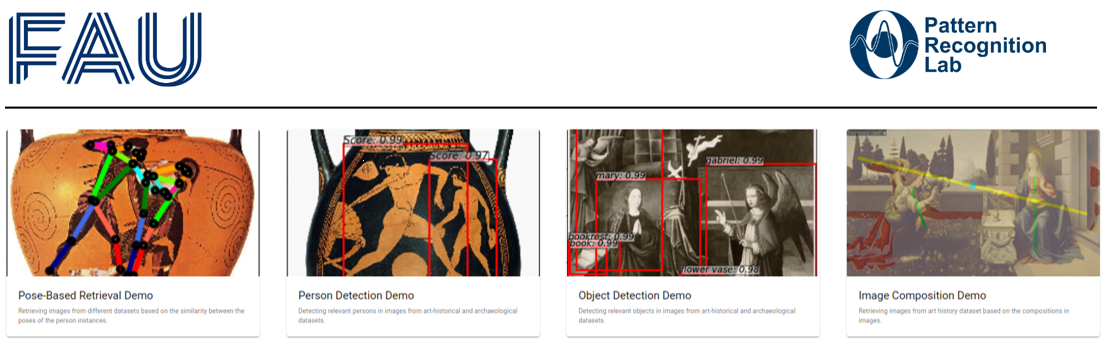 FAU
Pattern
Recognition
Lab
Score: 0.99
Score: 0.97
mary: 0.99
gabriel: 0.99
bookrest: 0.99
book: 0.99
flower vase: 0.98
Pose-Based Retrieval Demo
Retrieving images from different datasets based on the similarity between the
poses of the person instances.
Person Detection Demo
Detecting relevant persons in images from art-historical and archaeological
datasets.
Object Detection Demo
Detecting relevant objects in images from art-historical and archaeological
datasets.
Image Composition Demo
Retrieving images from art history dataset based on the compositions in
images.